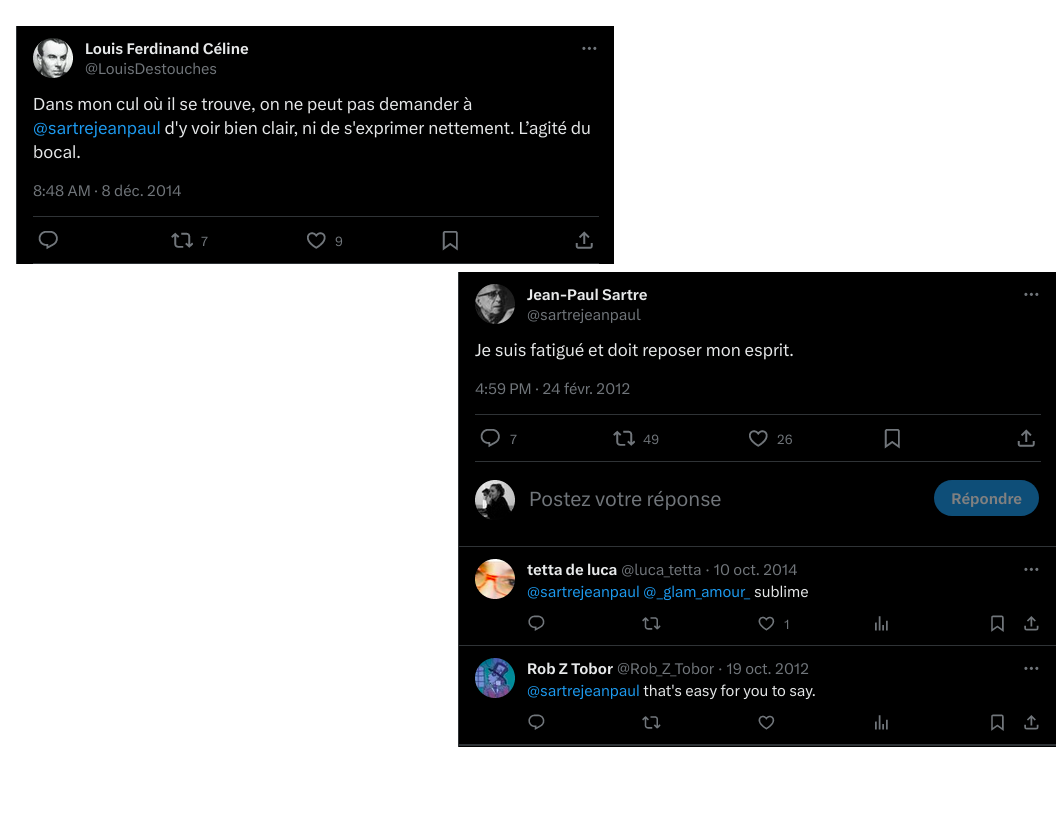 Louis Ferdinand Céline
@LouisDestouches
Dans mon cul où il se trouve, on ne peut pas demander à
@sartrejeanpaul d'y voir bien clair, ni de s'exprimer nettement. L’agité du
bocal.
8:48 AM · 8 déc. 2014
7 9
Jean-Paul Sartre
@sartrejeanpaul
Je suis fatigué et doit reposer mon esprit.
4:59 PM · 24 févr. 2012
7 49 26
Postez votre réponse Répondre
tetta de luca @luca_tetta · 10 oct. 2014
@sartrejeanpaul @_glam_amour_ sublime
1
Rob Z Tobor @Rob_Z_Tobor · 19 oct. 2012
@sartrejeanpaul that's easy for you to say.